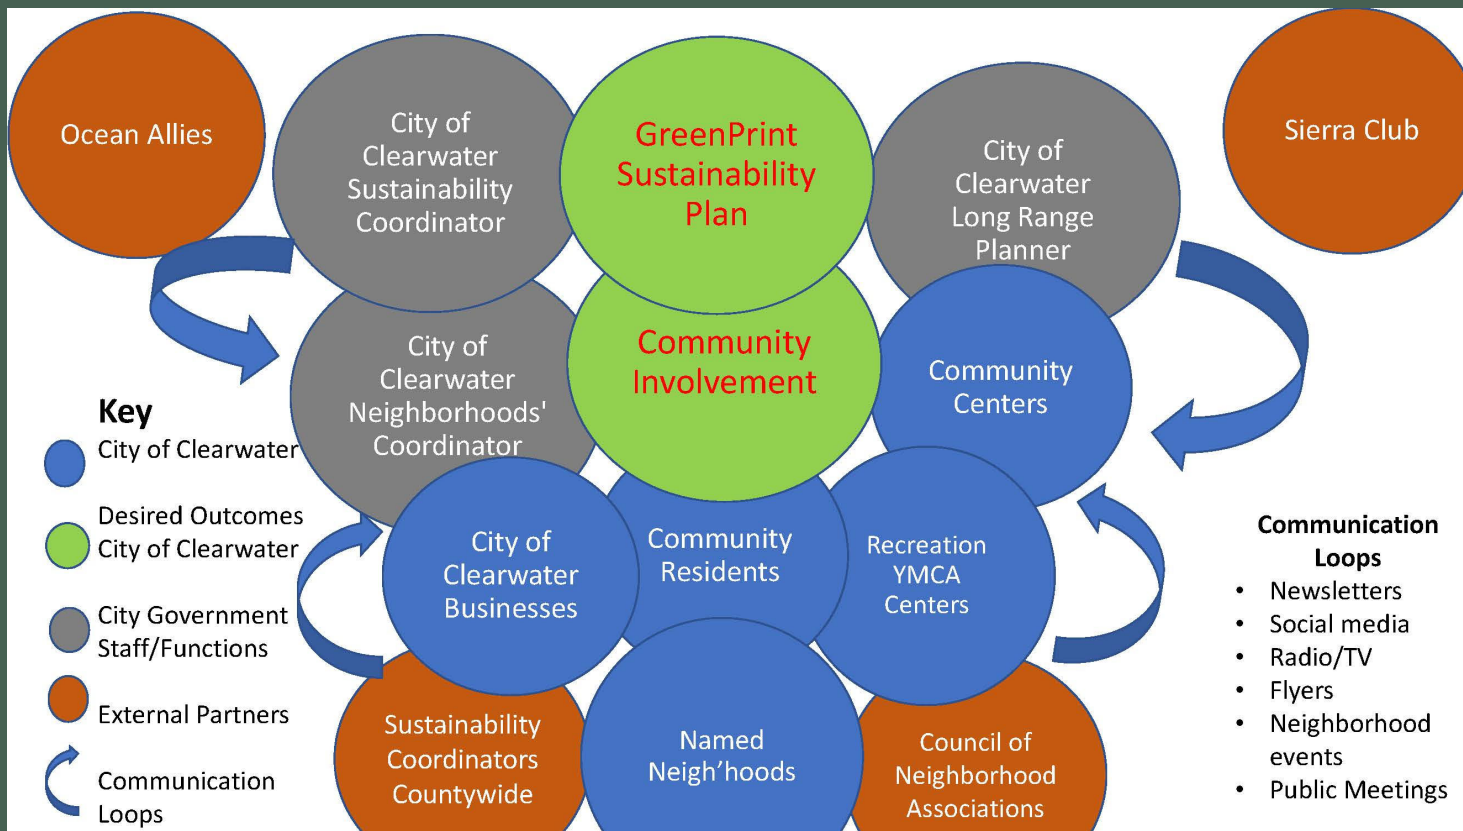 Ocean Allies
City of
Clearwater
Sustainability
Coordinator
GreenPrint
Sustainability
Plan
City of
Clearwater
Long Range
Planner
Sierra Club
City of
Clearwater
Neighborhoods'
Coordinator
Community
Involvement
Community
Centers
City of
Clearwater
Businesses
Community
Residents
Recreation
YMCA
Centers
Sustainability
Coordinators
Countywide
Named
Neigh’hoods
Council of
Neighborhood
Associations
Key
City of Clearwater
Desired Outcomes
City of Clearwater
City Government
Staff/Functions
External Partners
Communication
Loops
Communication
Loops
• Newsletters
• Social media
• Radio/TV
• Flyers
• Neighborhood
events
• Public Meetings